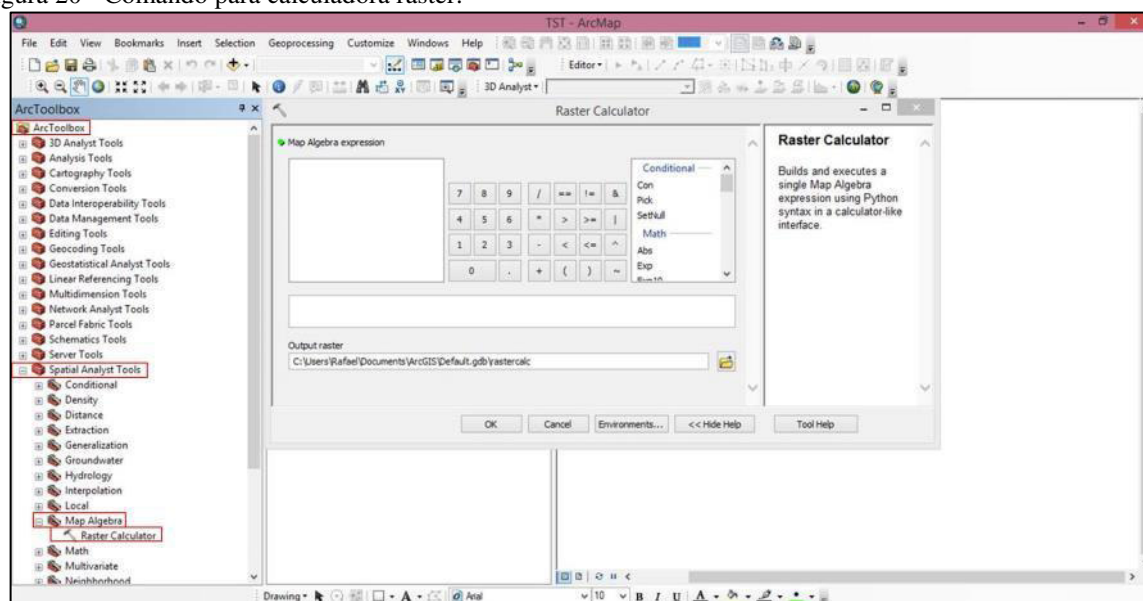 gura 20 - Comando para calculadora raster.
TST - ArcMap
File Edit View Bookmarks Insert Selection Geoprocessing Customize Windows Help
Editor
3D Analyst
ArcToolbox
ArcToolbox
3D Analyst Tools
Analysis Tools
Cartography Tools
Conversion Tools
Data Interoperability Tools
Data Management Tools
Editing Tools
Geocoding Tools
Geostatistical Analyst Tools
Linear Referencing Tools
Multidimension Tools
Network Analyst Tools
Parcel Fabric Tools
Schematics Tools
Server Tools
Spatial Analyst Tools
Conditional
Density
Distance
Extraction
Generalization
Groundwater
Hydrology
Interpolation
Local
Map Algebra
Raster Calculator
Math
Multivariate
Neighborhood
Raster Calculator
Map Algebra expression
7 8 9 / == != &
4 5 6 * > >= |
1 2 3 - < <= ^
0 . + ( ) ~
Conditional
Con
Pick
SetNull
Math
Abs
Exp
Exp10
Output raster
C:\Users\Rafael\Documents\ArcGIS\Default.gdb\rastercalc
OK Cancel Environments... << Hide Help Tool Help
Raster Calculator
Builds and executes a
single Map Algebra
expression using Python
syntax in a calculator-like
interface.
Drawing A Arial 10 B I U A